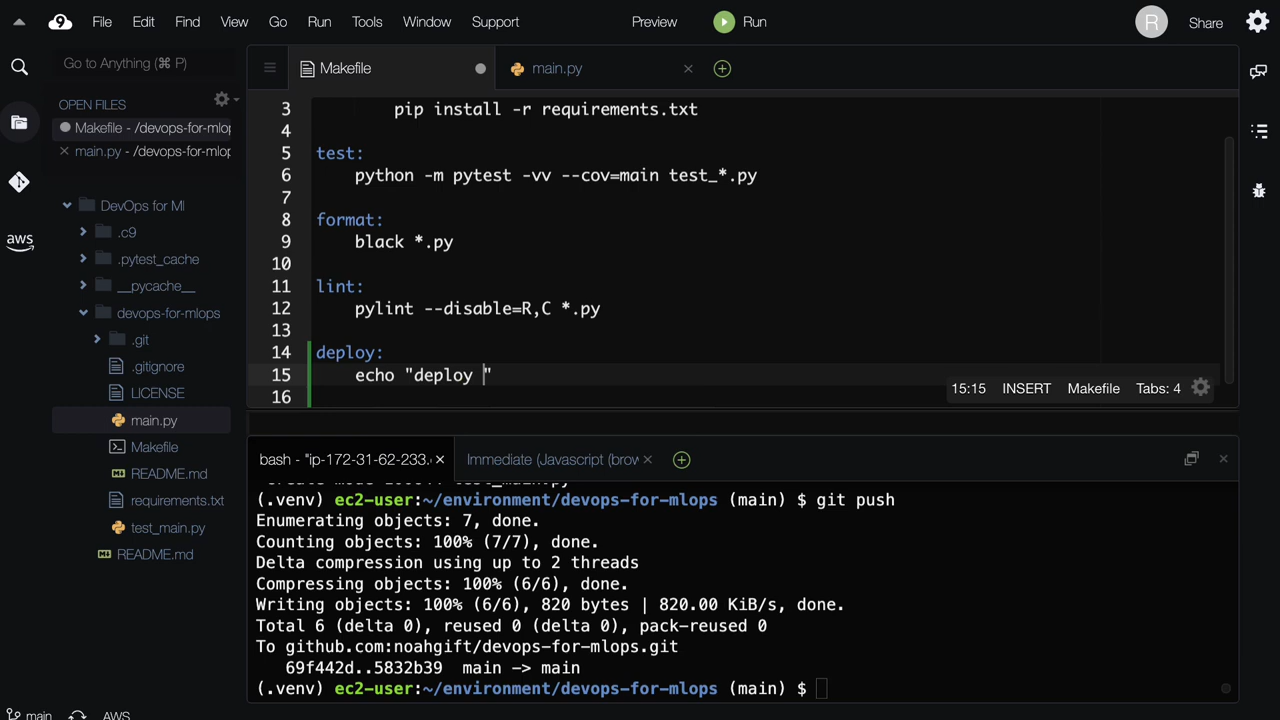 File Edit Find View Go Run Tools Window Support Preview Run R Share
9
Go to Anything (⌘ P)
OPEN FILES
Makefile - /devops-for-mlop
main.py - /devops-for-mlop
aws
DevOps for Ml
.c9
.pytest_cache
__pycache__
devops-for-mlops
.git
.gitignore
LICENSE
main.py
Makefile
README.md
requirements.txt
test_main.py
README.md
Makefile main.py
3 pip install -r requirements.txt
4
5 test:
6 python -m pytest -vv --cov=main test_*.py
7
8 format:
9 black *.py
10
11 lint:
12 pylint --disable=R,C *.py
13
14 deploy:
15 echo "deploy "
16
15:15 INSERT Makefile Tabs: 4
bash - "ip-172-31-62-233. Immediate (Javascript (brow
(.venv) ec2-user:~/environment/devops-for-mlops (main) $ git push
Enumerating objects: 7, done.
Counting objects: 100% (7/7), done.
Delta compression using up to 2 threads
Compressing objects: 100% (6/6), done.
Writing objects: 100% (6/6), 820 bytes | 820.00 KiB/s, done.
Total 6 (delta 0), reused 0 (delta 0), pack-reused 0
To github.com:noahgift/devops-for-mlops.git
69f442d..5832b39 main -> main
(.venv) ec2-user:~/environment/devops-for-mlops (main) $
main AWS